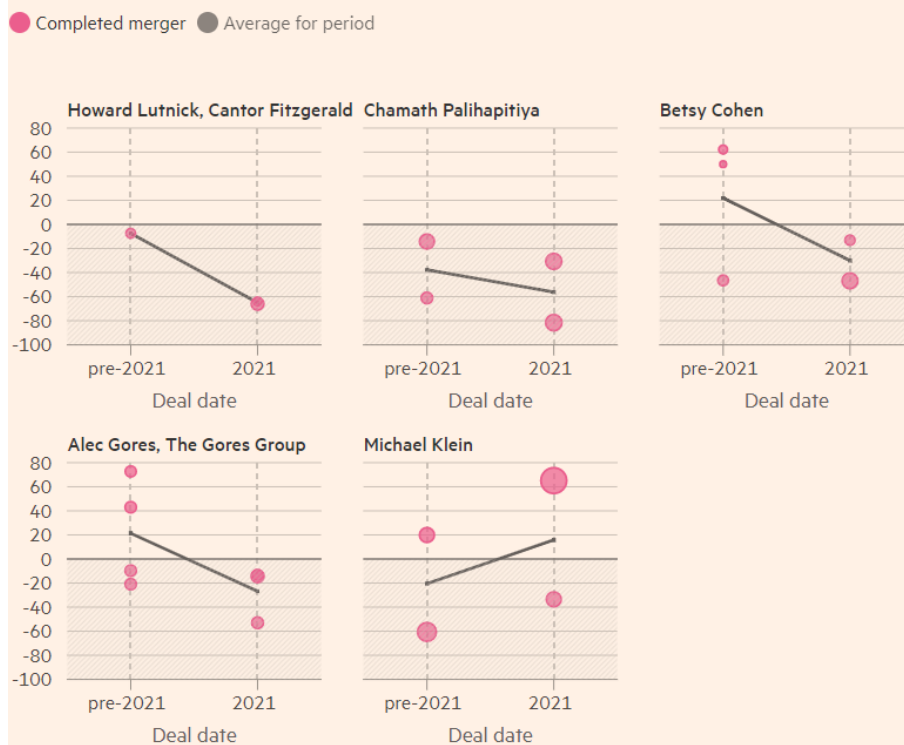 Completed merger Average for period
Howard Lutnick, Cantor Fitzgerald Chamath Palihapitiya Betsy Cohen
80
60
40
20
0
-20
-40
-60
-80
-100
pre-2021 2021 pre-2021 2021 pre-2021 2021
Deal date Deal date Deal date
Alec Gores, The Gores Group Michael Klein
80
60
40
20
0
-20
-40
-60
-80
-100
pre-2021 2021 pre-2021 2021
Deal date Deal date